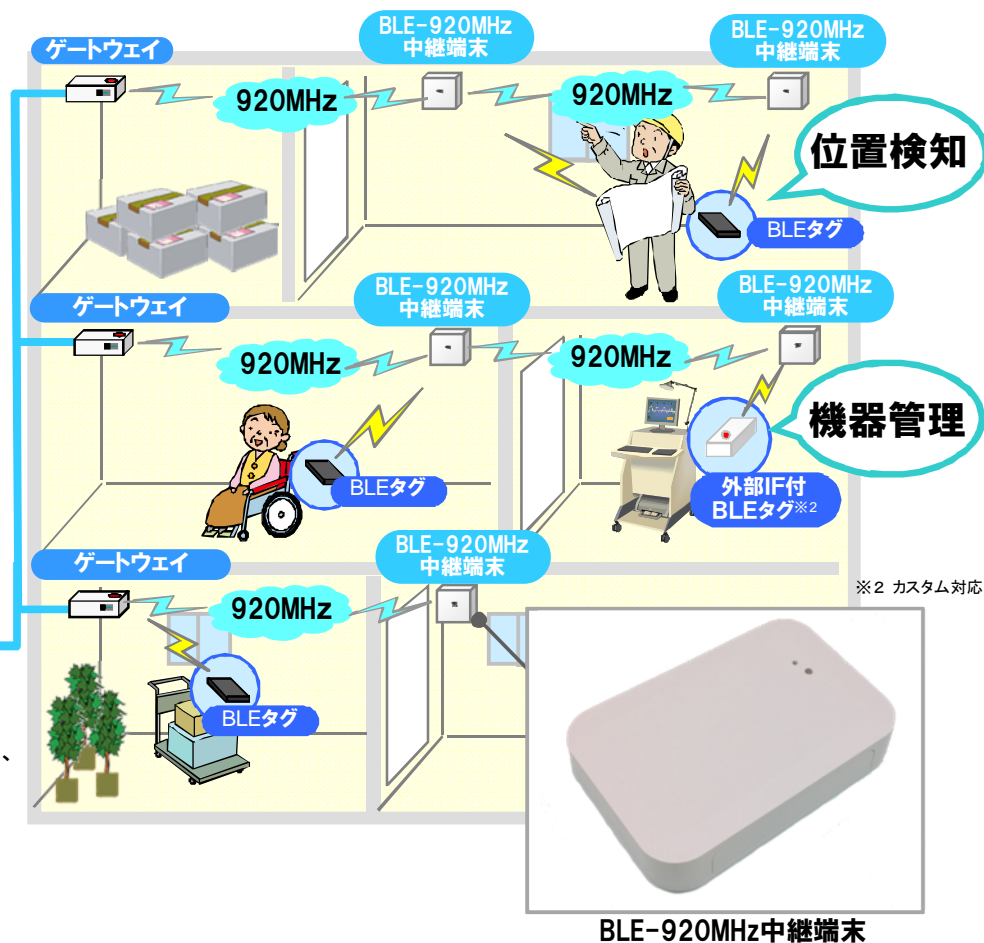 ゲートウェイ
BLE-920MHz
中継端末
BLE-920MHz
中継端末
920MHz
920MHz
位置検知
BLEタグ
ゲートウェイ
BLE-920MHz
中継端末
BLE-920MHz
中継端末
920MHz
920MHz
機器管理
BLEタグ
外部IF付
BLEタグ※2
ゲートウェイ
BLE-920MHz
中継端末
※2 カスタム対応
920MHz
BLEタグ
、
BLE-920MHz中継端末